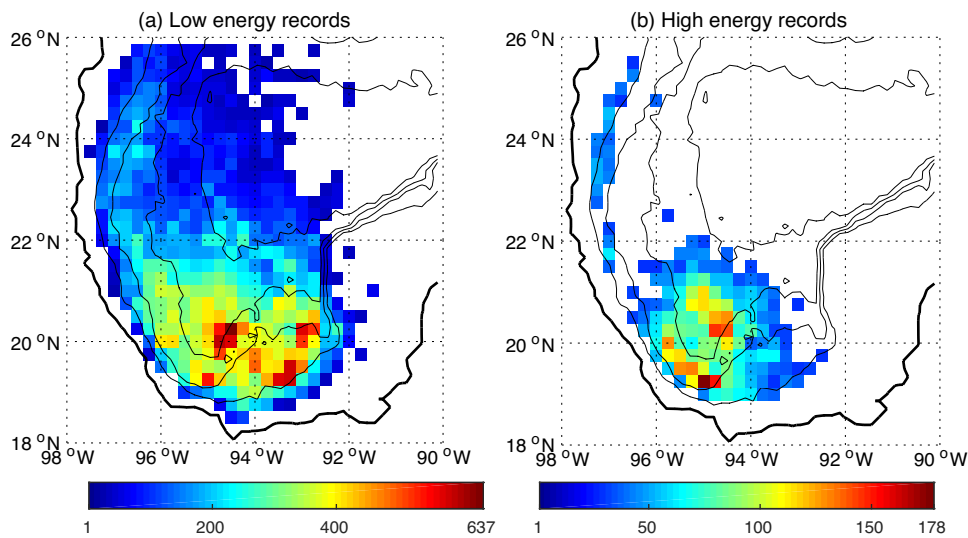 (a) Low energy records
(b) High energy records
26 °N
24 °N
22 °N
20 °N
18 °N
98 °W 96 °W 94 °W 92 °W 90 °W
26 °N
24 °N
22 °N
20 °N
18 °N
98 °W 96 °W 94 °W 92 °W 90 °W
1 200 400 637
1 50 100 150 178